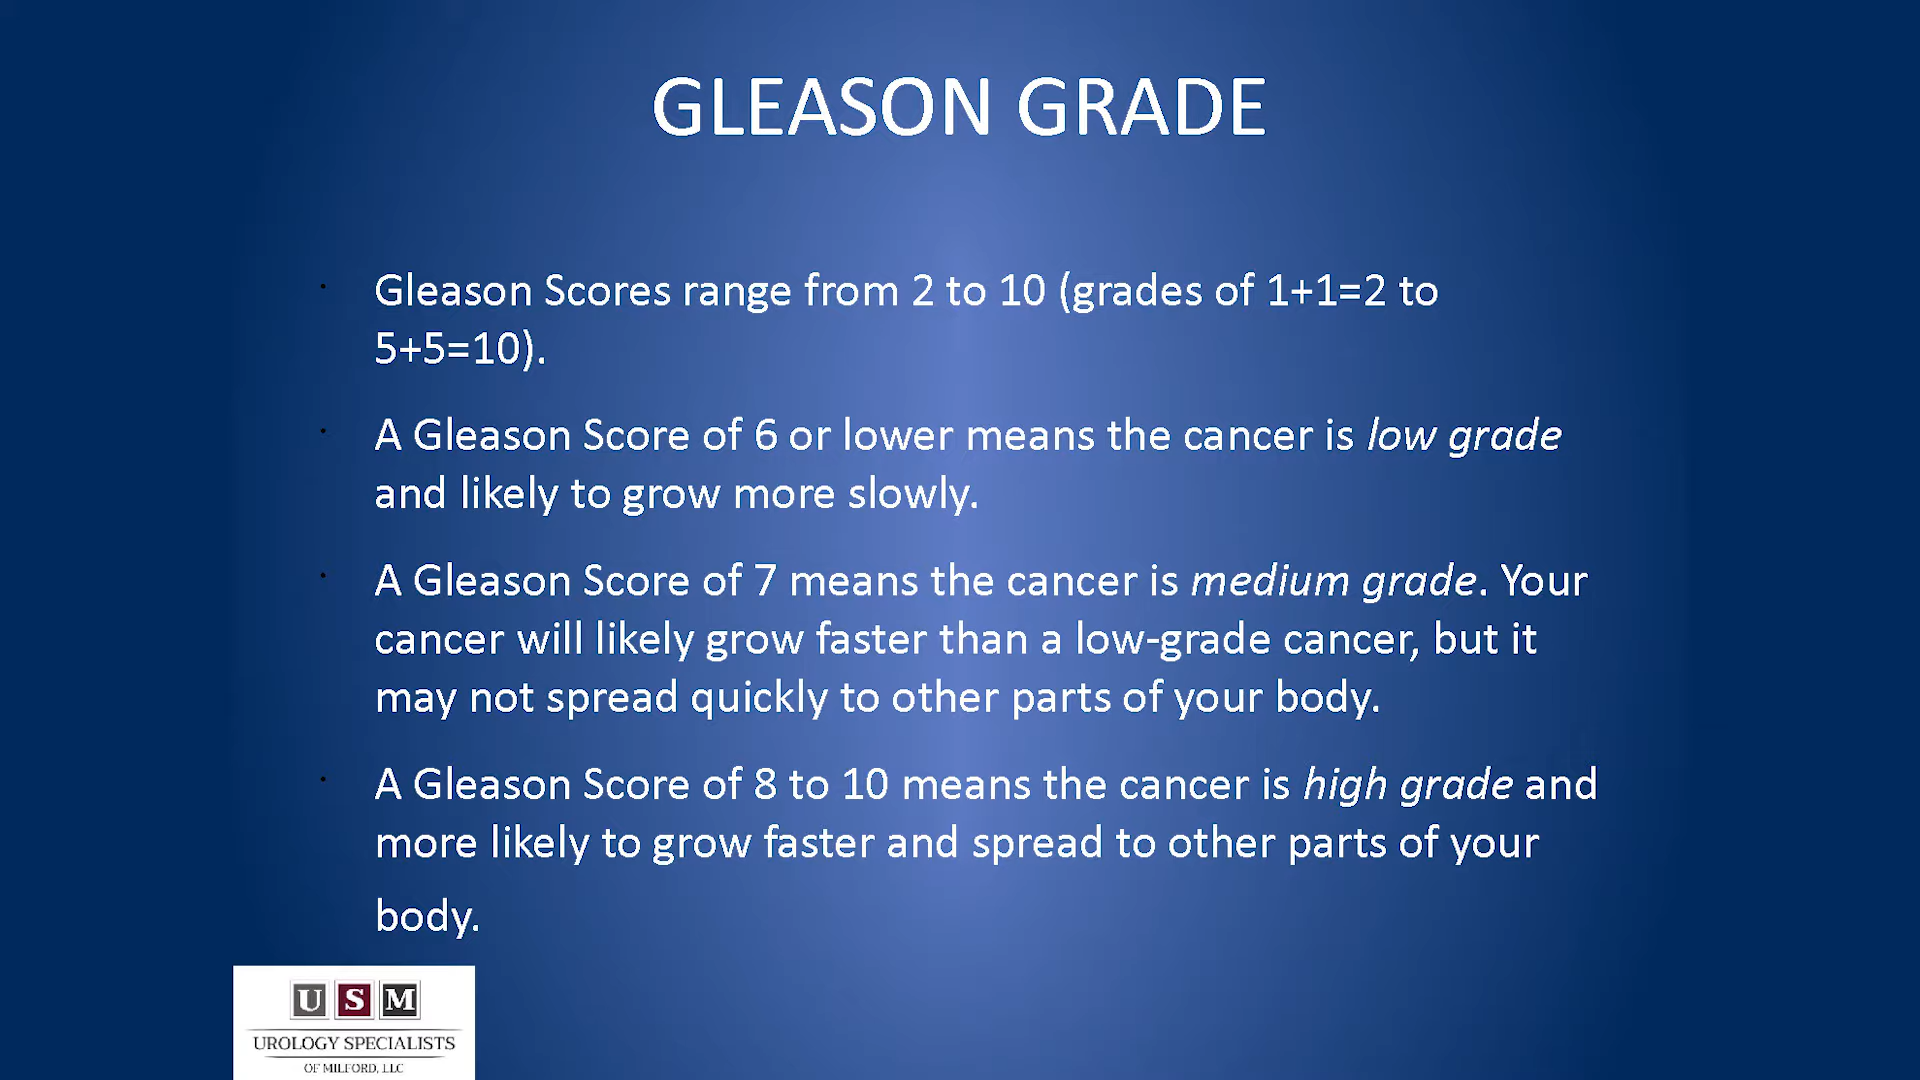 GLEASON GRADE
Gleason Scores range from 2 to 10 (grades of 1+1=2 to
5+5=10).
A Gleason Score of 6 or lower means the cancer is low grade
and likely to grow more slowly.
A Gleason Score of 7 means the cancer is medium grade. Your
cancer will likely grow faster than a low-grade cancer, but it
may not spread quickly to other parts of your body.
A Gleason Score of 8 to 10 means the cancer is high grade and
more likely to grow faster and spread to other parts of your
body.
U S M
UROLOGY SPECIALISTS
OF MILFORD, LLC